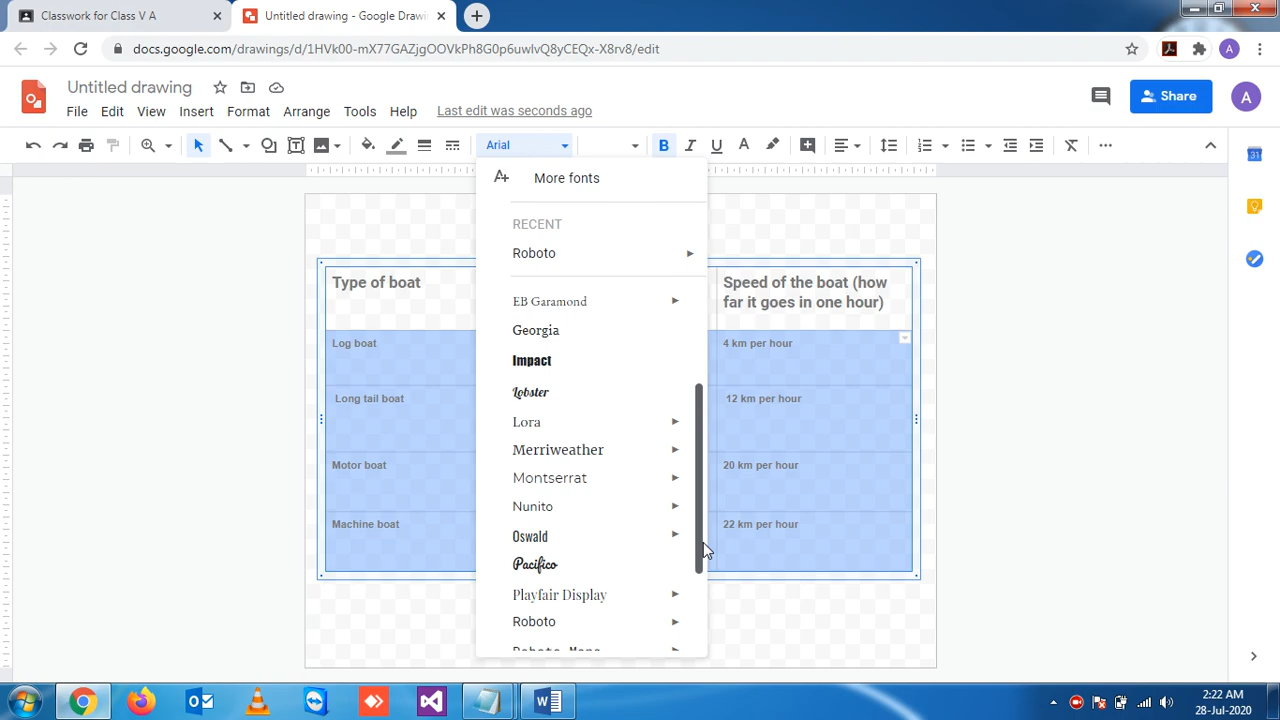 Classwork for Class V A
Untitled drawing - Google Drawi
docs.google.com/drawings/d/1HVk00-mX77GAZjgOOVkPh8G0p6uwlvQ8yCEQx-X8rv8/edit
A
Untitled drawing
File Edit View Insert Format Arrange Tools Help Last edit was seconds ago
Share
A
Arial
B I U A
More fonts
RECENT
Roboto
EB Garamond
Georgia
Impact
Lobster
Lora
Merriweather
Montserrat
Nunito
Oswald
Pacifico
Playfair Display
Roboto
Roboto Mono
Type of boat
Speed of the boat (how
far it goes in one hour)
Log boat
4 km per hour
Long tail boat
12 km per hour
Motor boat
20 km per hour
Machine boat
22 km per hour
31
2:22 AM
28-Jul-2020